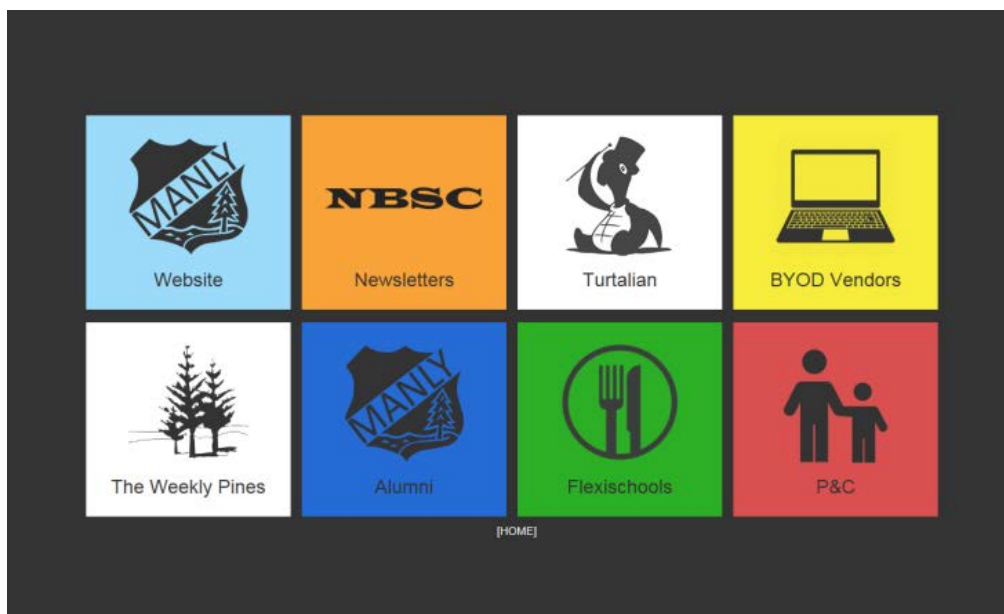 MANLY
Website
NBSC
Newsletters
Turtalian
BYOD Vendors
The Weekly Pines
MANLY
Alumni
Flexischools
P&C
[HOME]